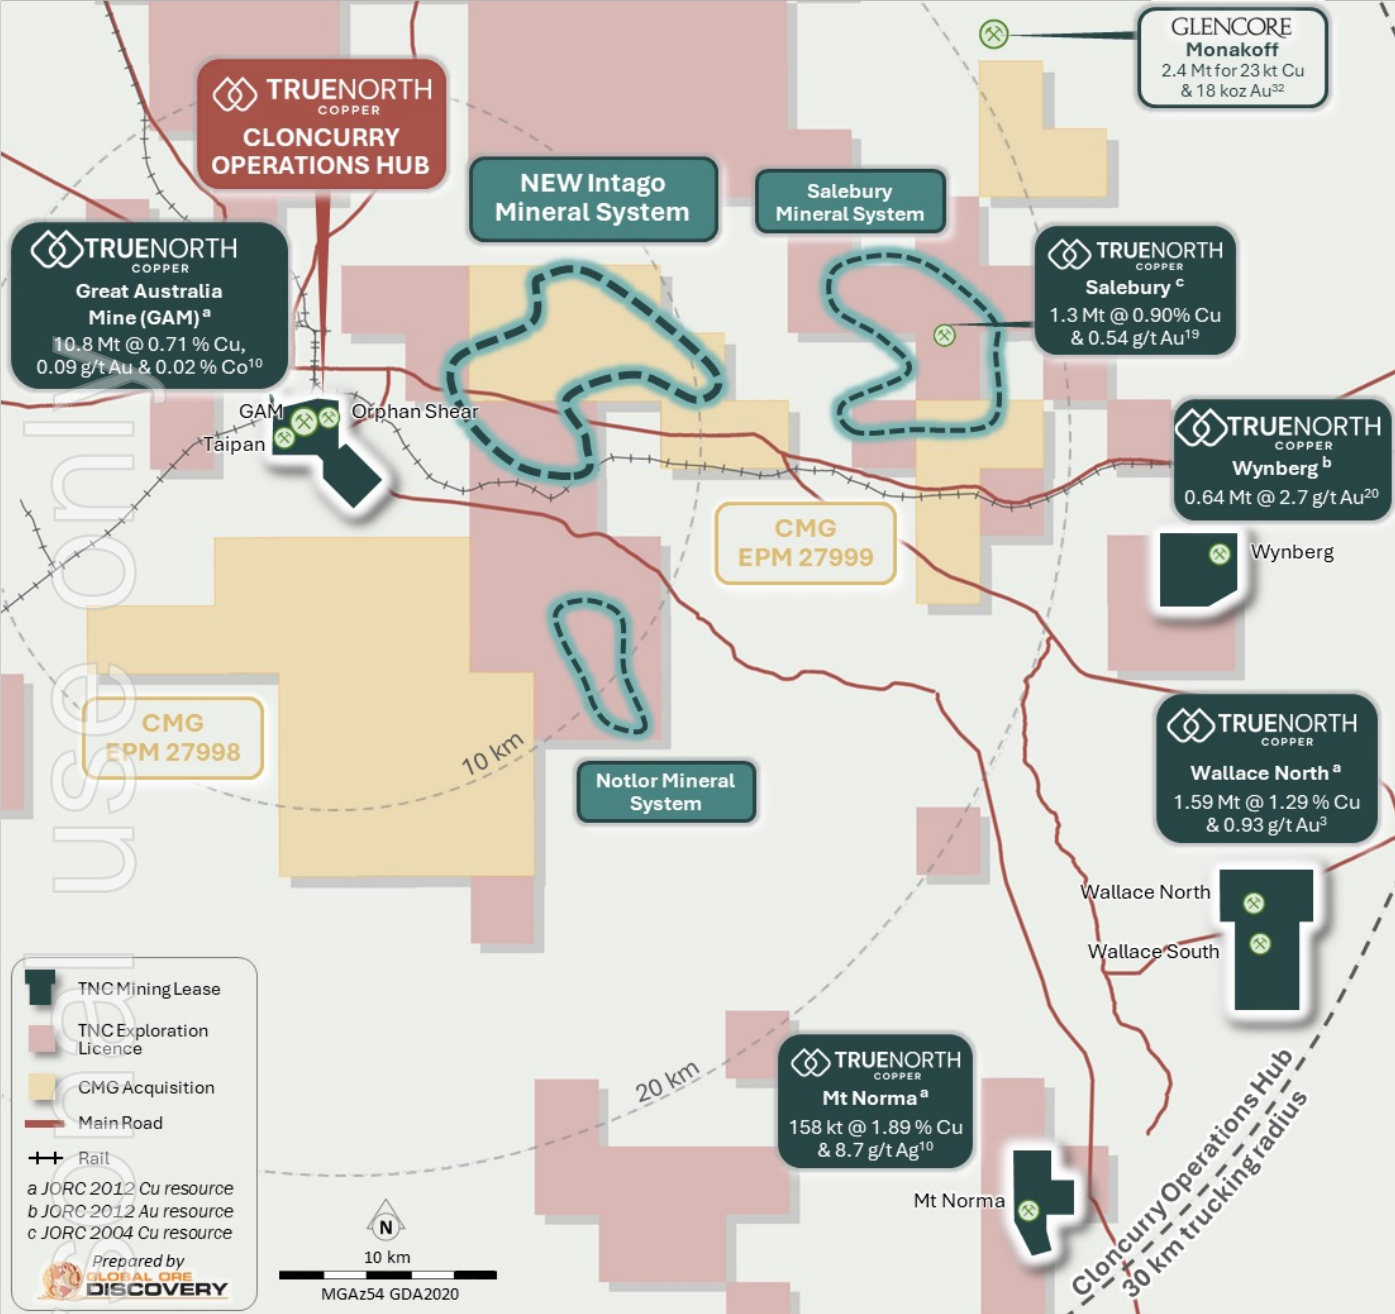 GLENCORE
Monakoff
2.4 Mt for 23 kt Cu
& 18 koz Au32
TRUENORTH
COPPER
CLONCURRY
OPERATIONS HUB
NEW Intago
Mineral System
Salebury
Mineral System
TRUENORTH
COPPER
Great Australia
Mine (GAM) a
10.8 Mt @ 0.71 % Cu,
0.09 g/t Au & 0.02 % Co10
TRUENORTH
COPPER
Salebury c
1.3 Mt @ 0.90% Cu
& 0.54 g/t Au19
GAM
Orphan Shear
Taipan
TRUENORTH
COPPER
Wynberg b
0.64 Mt @ 2.7 g/t Au20
CMG
EPM 27999
Wynberg
CMG
EPM 27998
10 km
Notlor Mineral
System
TRUENORTH
COPPER
Wallace North a
1.59 Mt @ 1.29 % Cu
& 0.93 g/t Au3
Wallace North
Wallace South
20 km
TRUENORTH
COPPER
Mt Norma a
158 kt @ 1.89 % Cu
& 8.7 g/t Ag10
Mt Norma
Cloncurry Operations Hub
30 km trucking radius
TNC Mining Lease
TNC Exploration
Licence
CMG Acquisition
Main Road
Rail
a JORC 2012 Cu resource
b JORC 2012 Au resource
c JORC 2004 Cu resource
Prepared by
GLOBAL ORE
DISCOVERY
N
10 km
MGAz54 GDA2020
sonal use only